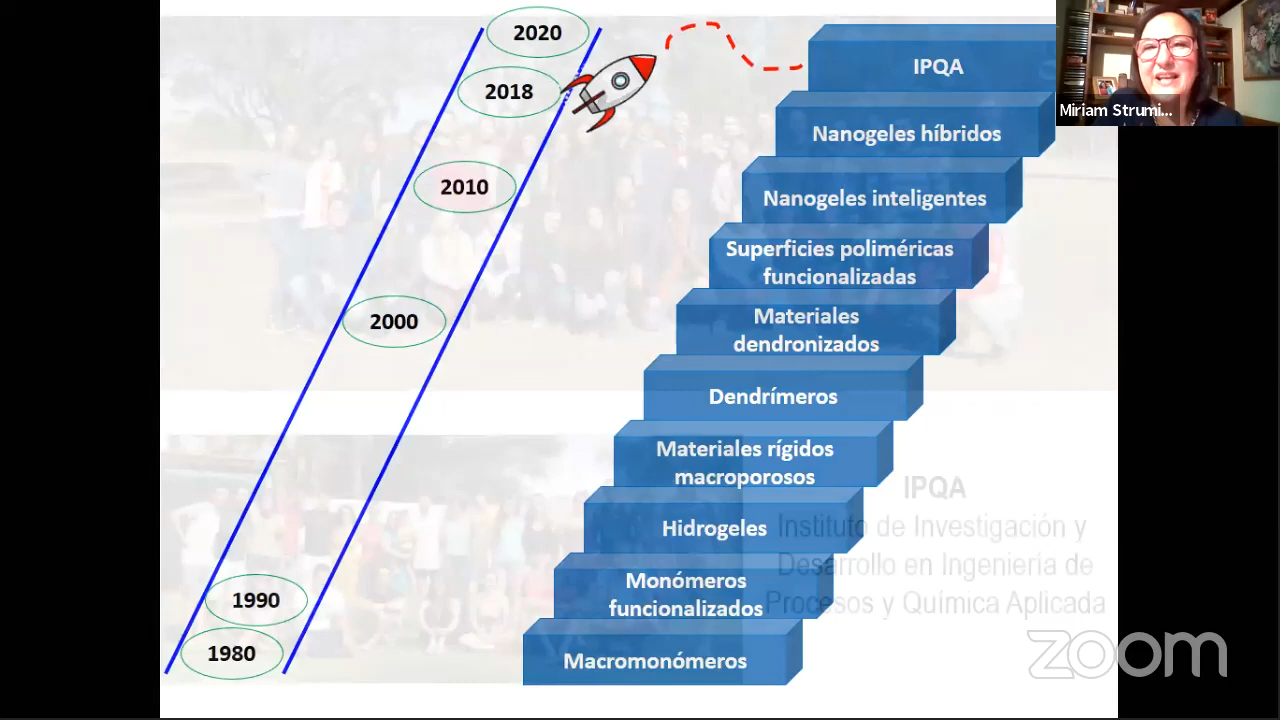 2020
2018
2010
2000
1990
1980
IPQA
Nanogeles híbridos
Nanogeles inteligentes
Superficies poliméricas
funcionalizadas
Materiales
dendronizados
Dendrímeros
Materiales rígidos
macroporosos
Hidrogeles
Monómeros
funcionalizados
Macromonómeros
IPQA
Instituto de Investigación y
Desarrollo en Ingeniería de
Procesos y Química Aplicada
Miriam Strumi...
zoom